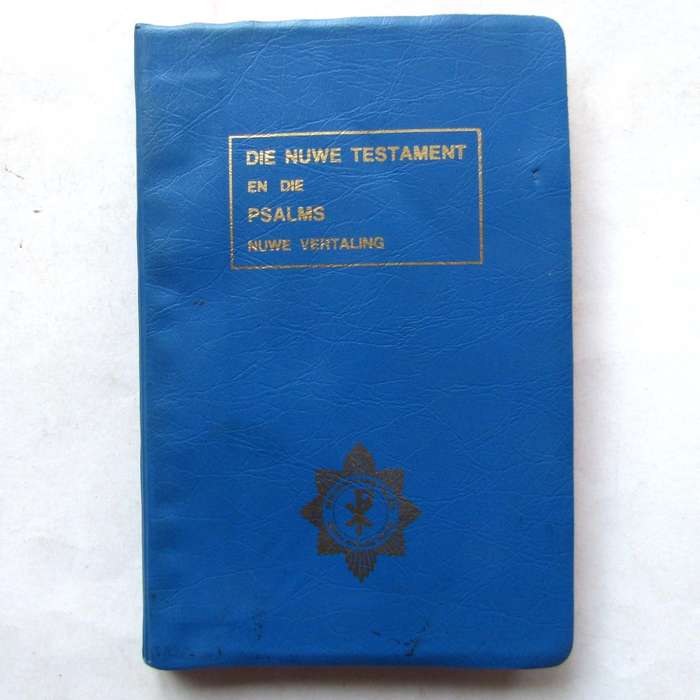 DIE NUWE TESTAMENT
EN DIE
PSALMS
NUWE VERTALING